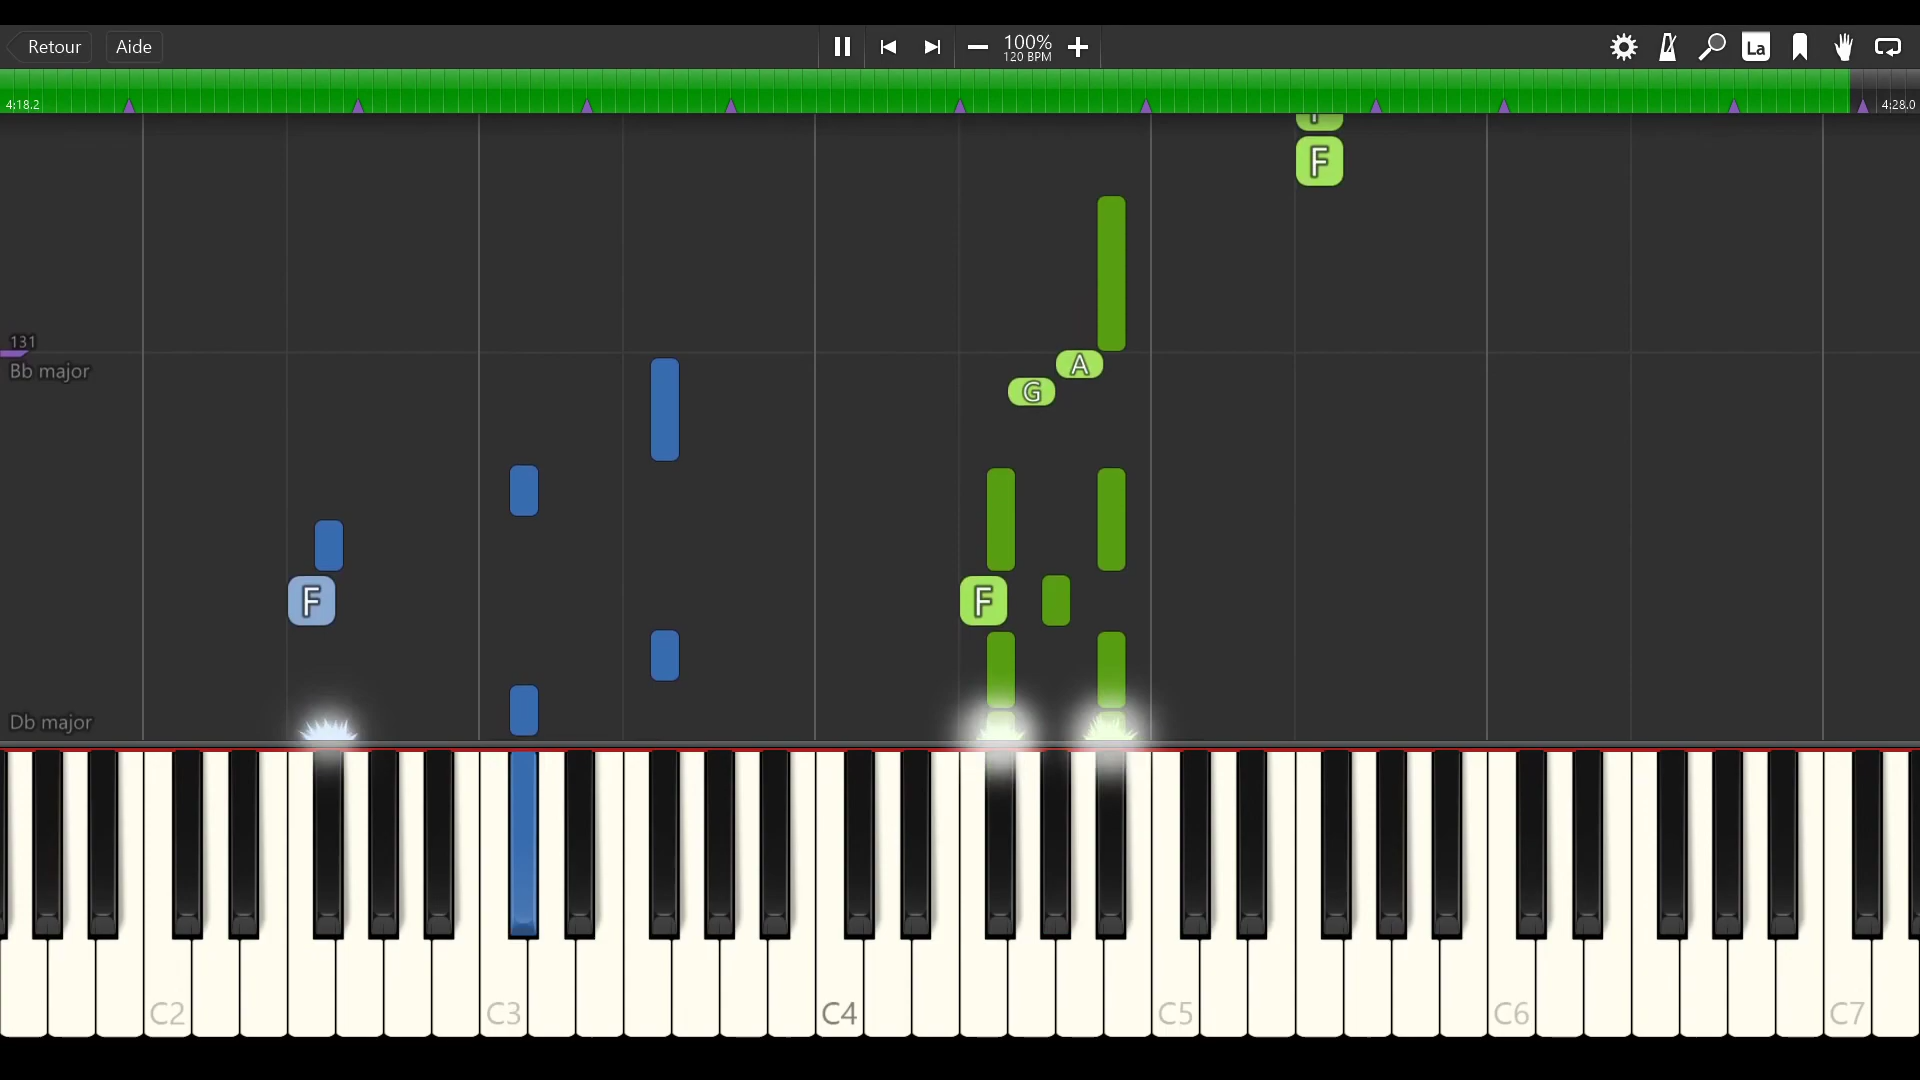 Retour
Aide
100%
120 BPM
La
4:18.2
4:28.0
F
131
A
Bb major
G
F
F
Db major
C2
C3
C4
C5
C6
C7